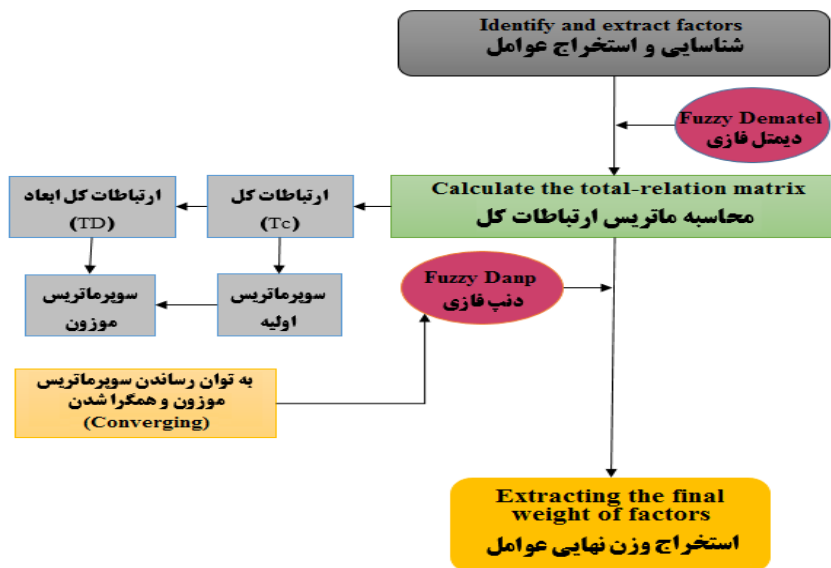 Identify and extract factors
شناسایی و استخراج عوامل
Fuzzy Dematel
دیمتل فازی
Calculate the total-relation matrix
محاسبه ماتریس ارتباطات کل
ارتباطات کل
(Tc)
ارتباطات کل ابعاد
(TD)
سوپرماتریس
اولیه
سوپرماتریس
موزون
Fuzzy Danp
دنپ فازی
به توان رساندن سوپرماتریس
موزون و همگرا شدن
(Converging)
Extracting the final
weight of factors
استخراج وزن نهایی عوامل